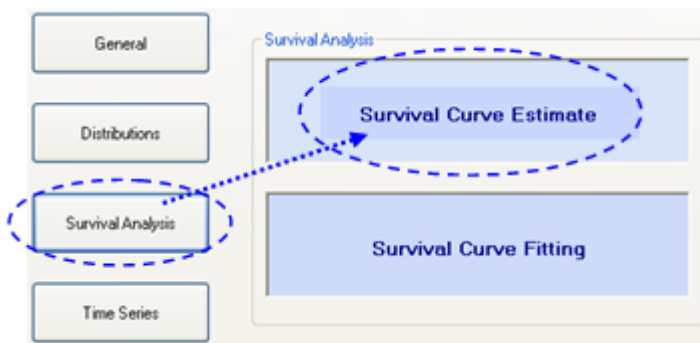 General
Distributions
Survival Analysis
Time Series
Survival Analysis
Survival Curve Estimate
Survival Curve Fitting